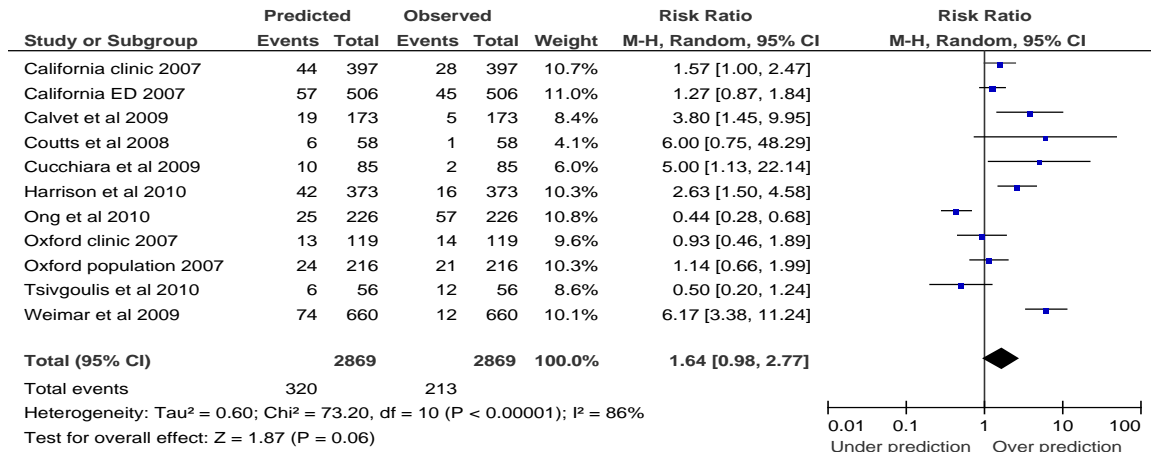 Predicted Observed Risk Ratio Risk Ratio
Study or Subgroup Events Total Events Total Weight M-H, Random, 95% CI M-H, Random, 95% CI
California clinic 2007 44 397 28 397 10.7% 1.57 [1.00, 2.47]
California ED 2007 57 506 45 506 11.0% 1.27 [0.87, 1.84]
Calvet et al 2009 19 173 5 173 8.4% 3.80 [1.45, 9.95]
Coutts et al 2008 6 58 1 58 4.1% 6.00 [0.75, 48.29]
Cucchiara et al 2009 10 85 2 85 6.0% 5.00 [1.13, 22.14]
Harrison et al 2010 42 373 16 373 10.3% 2.63 [1.50, 4.58]
Ong et al 2010 25 226 57 226 10.8% 0.44 [0.28, 0.68]
Oxford clinic 2007 13 119 14 119 9.6% 0.93 [0.46, 1.89]
Oxford population 2007 24 216 21 216 10.3% 1.14 [0.66, 1.99]
Tsivgoulis et al 2010 6 56 12 56 8.6% 0.50 [0.20, 1.24]
Weimar et al 2009 74 660 12 660 10.1% 6.17 [3.38, 11.24]
Total (95% CI) 2869 2869 100.0% 1.64 [0.98, 2.77]
Total events 320 213
Heterogeneity: Tau² = 0.60; Chi² = 73.20, df = 10 (P < 0.00001); I² = 86%
Test for overall effect: Z = 1.87 (P = 0.06)
0.01 0.1 1 10 100
Under prediction Over prediction